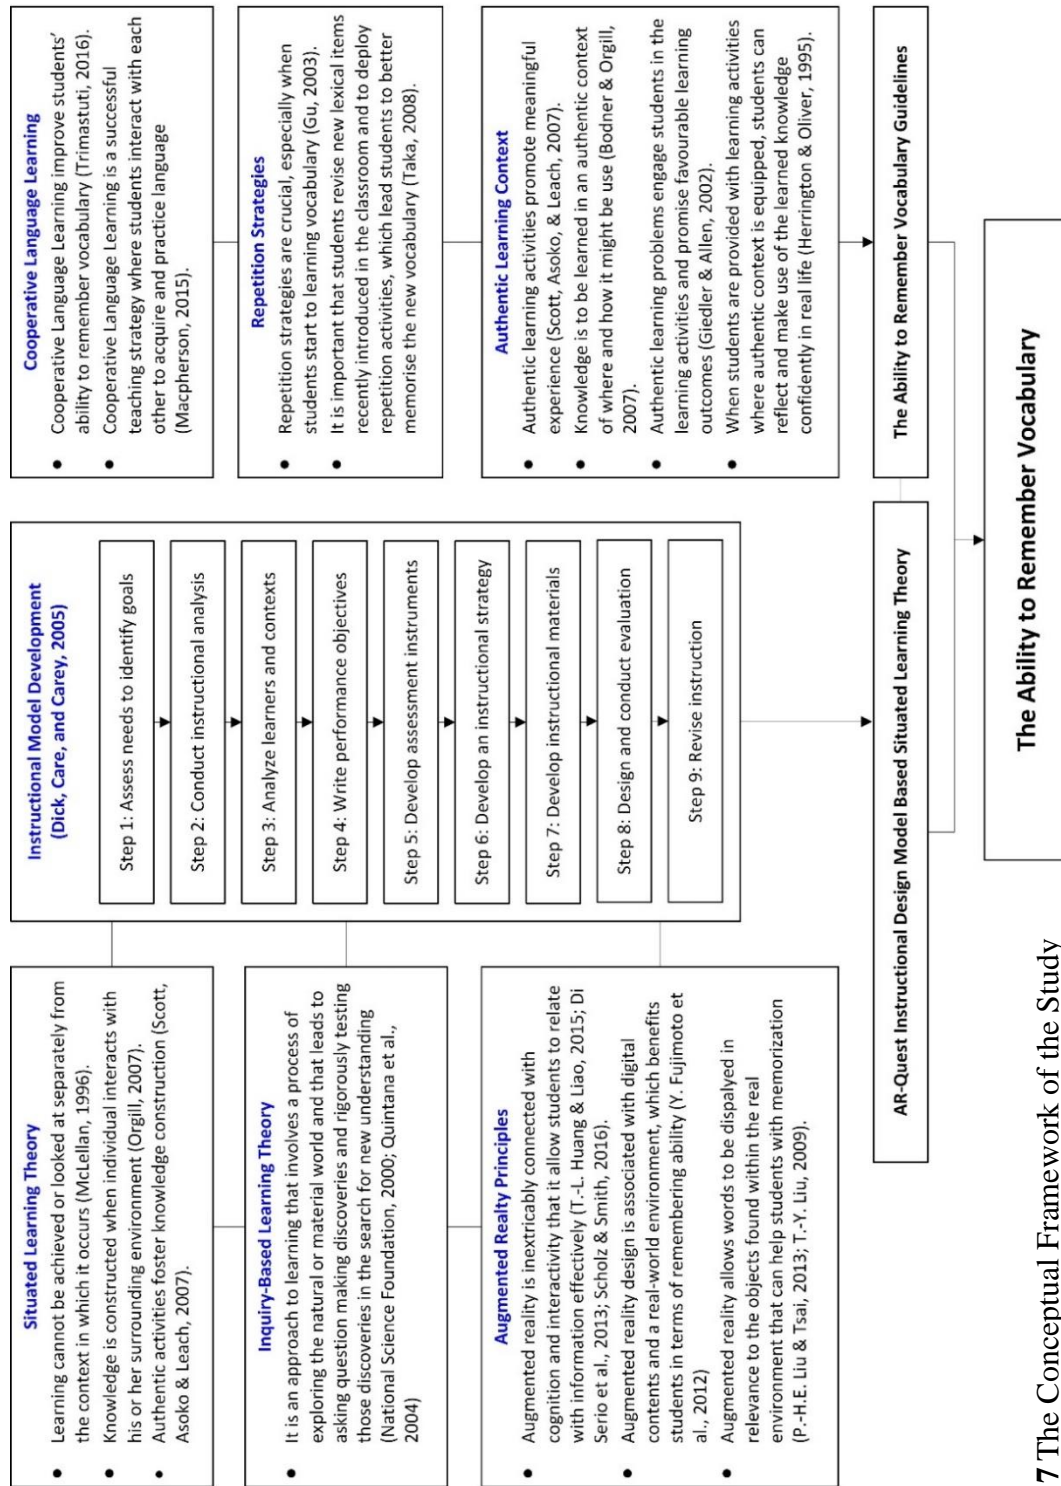 Situated Learning Theory
Learning cannot be achieved or looked at separately from
the context in which it occurs (McLellan, 1996).
Knowledge is constructed when individual interacts with
his or her surrounding environment (Orgill, 2007).
Authentic activities foster knowledge construction (Scott,
Asoko & Leach, 2007).
Inquiry-Based Learning Theory
It is an approach to learning that involves a process of
exploring the natural or material world and that leads to
asking question making discoveries and rigorously testing
those discoveries in the search for new understanding
(National Science Foundation, 2000; Quintana et al.,
2004)
Augmented Realty Principles
Augmented reality is inextricably connected with
cognition and interactivity that it allow students to relate
with information effectively (T.-L. Huang & Liao, 2015; Di
Serio et al., 2013; Scholz & Smith, 2016).
Augmented reality design is associated with digital
contents and a real-world environment, which benefits
students in terms of remembering ability (Y. Fujimoto et
al., 2012)
Augmented reality allows words to be dispalyed in
relevance to the objects found within the real
environment that can help students with memorization
(P.-H.E. Liu & Tsai, 2013; T.-Y. Liu, 2009).
Instructional Model Development
(Dick, Care, and Carey, 2005)
Step 1: Assess needs to identify goals
Step 2: Conduct instructional analysis
Step 3: Analyze learners and contexts
Step 4: Write performance objectives
Step 5: Develop assessment instruments
Step 6: Develop an instructional strategy
Step 7: Develop instructional materials
Step 8: Design and conduct evaluation
Step 9: Revise instruction
Cooperative Language Learning
Cooperative Language Learning improve students’
ability to remember vocabulary (Trimastuti, 2016).
Cooperative Language Learning is a successful
teaching strategy where students interact with each
other to acquire and practice language
(Macpherson, 2015).
Repetition Strategies
Repetition strategies are crucial, especially when
students start to learning vocabulary (Gu, 2003).
It is important that students revise new lexical items
recently introduced in the classroom and to deploy
repetition activities, which lead students to better
memorise the new vocabulary (Taka, 2008).
Authentic Learning Context
Authentic learning activities promote meaningful
experience (Scott, Asoko, & Leach, 2007).
Knowledge is to be learned in an authentic context
of where and how it might be use (Bodner & Orgill,
2007).
Authentic learning problems engage students in the
learning activities and promise favourable learning
outcomes (Giedler & Allen, 2002).
When students are provided with learning activities
where authentic context is equipped, students can
reflect and make use of the learned knowledge
confidently in real life (Herrington & Oliver, 1995).
AR-Quest Instructional Design Model Based Situated Learning Theory
The Ability to Remember Vocabulary Guidelines
The Ability to Remember Vocabulary
7 The Conceptual Framework of the Study